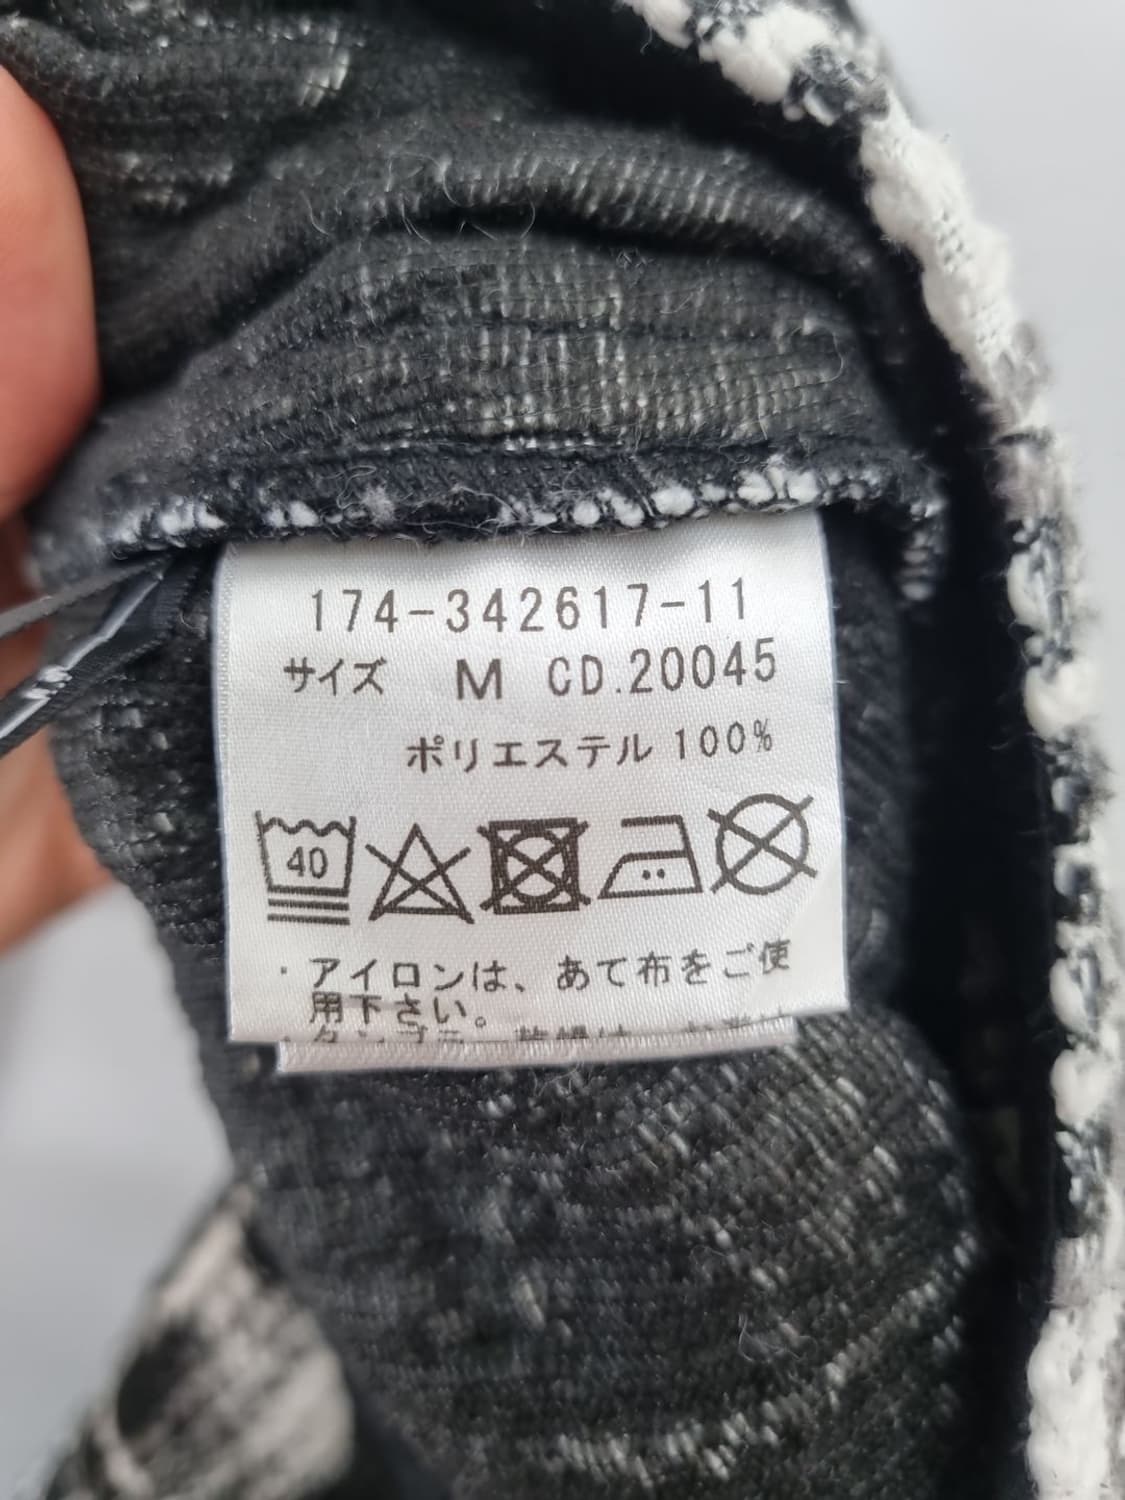 174-342617-11
サイズ M CD.20045
ポリエステル 100%
40
・アイロンは、あて布をご使
用下さい。